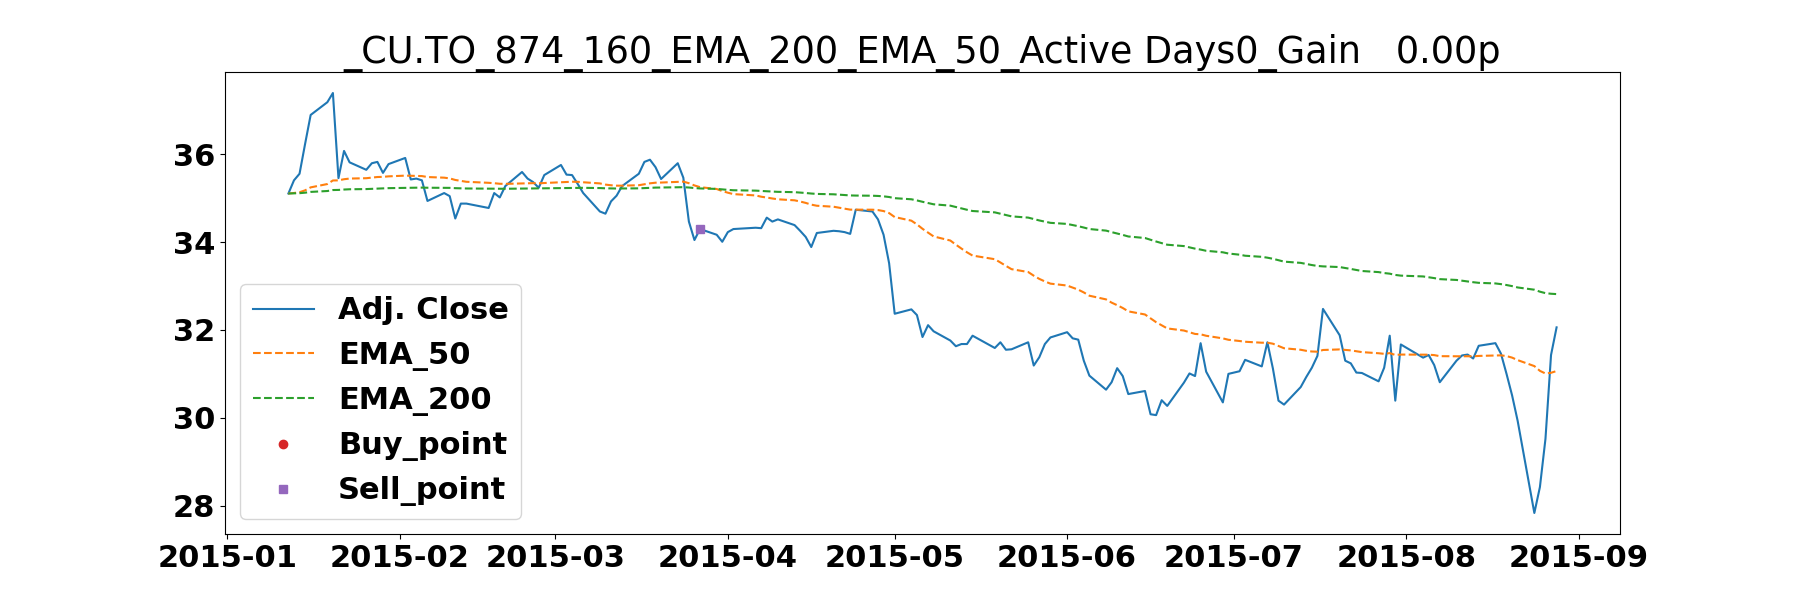 _CU.TO_874_160_EMA_200_EMA_50_Active Days0_Gain   0.00p
36
34
32
30
28
Adj. Close
EMA_50
EMA_200
Buy_point
Sell_point
2015-01 2015-02 2015-03 2015-04 2015-05 2015-06 2015-07 2015-08 2015-09